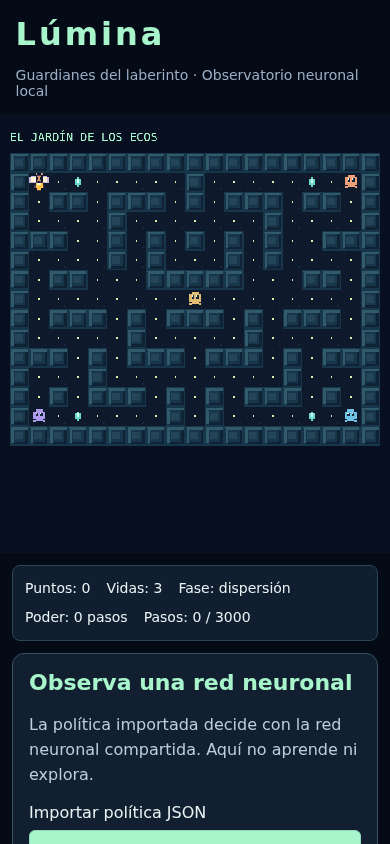 Lúmina
Guardianes del laberinto · Observatorio neuronal
local
EL JARDÍN DE LOS ECOS
Puntos: 0 Vidas: 3 Fase: dispersión
Poder: 0 pasos Pasos: 0 / 3000
Observa una red neuronal
La política importada decide con la red
neuronal compartida. Aquí no aprende ni
explora.
Importar política JSON